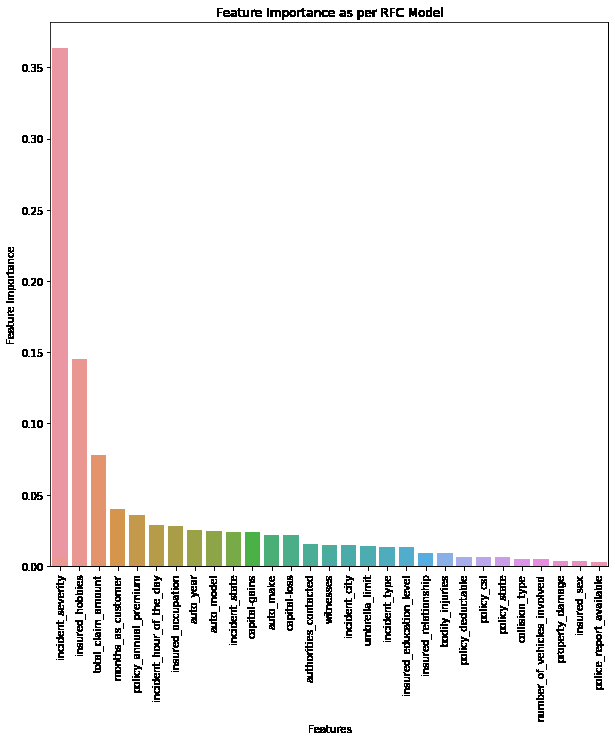 Feature Importance as per RFC Model
Feature Importance
0.35
0.30
0.25
0.20
0.15
0.10
0.05
0.00
incident_severity
insured_hobbies
total_claim_amount
months_as_customer
policy_annual_premium
incident_hour_of_the_day
insured_occupation
auto_year
auto_model
incident_state
capital-gains
auto_make
capital-loss
authorities_contacted
witnesses
incident_city
umbrella_limit
incident_type
insured_education_level
insured_relationship
bodily_injuries
policy_deductable
policy_csl
policy_state
collision_type
number_of_vehicles_involved
property_damage
insured_sex
police_report_available
Features